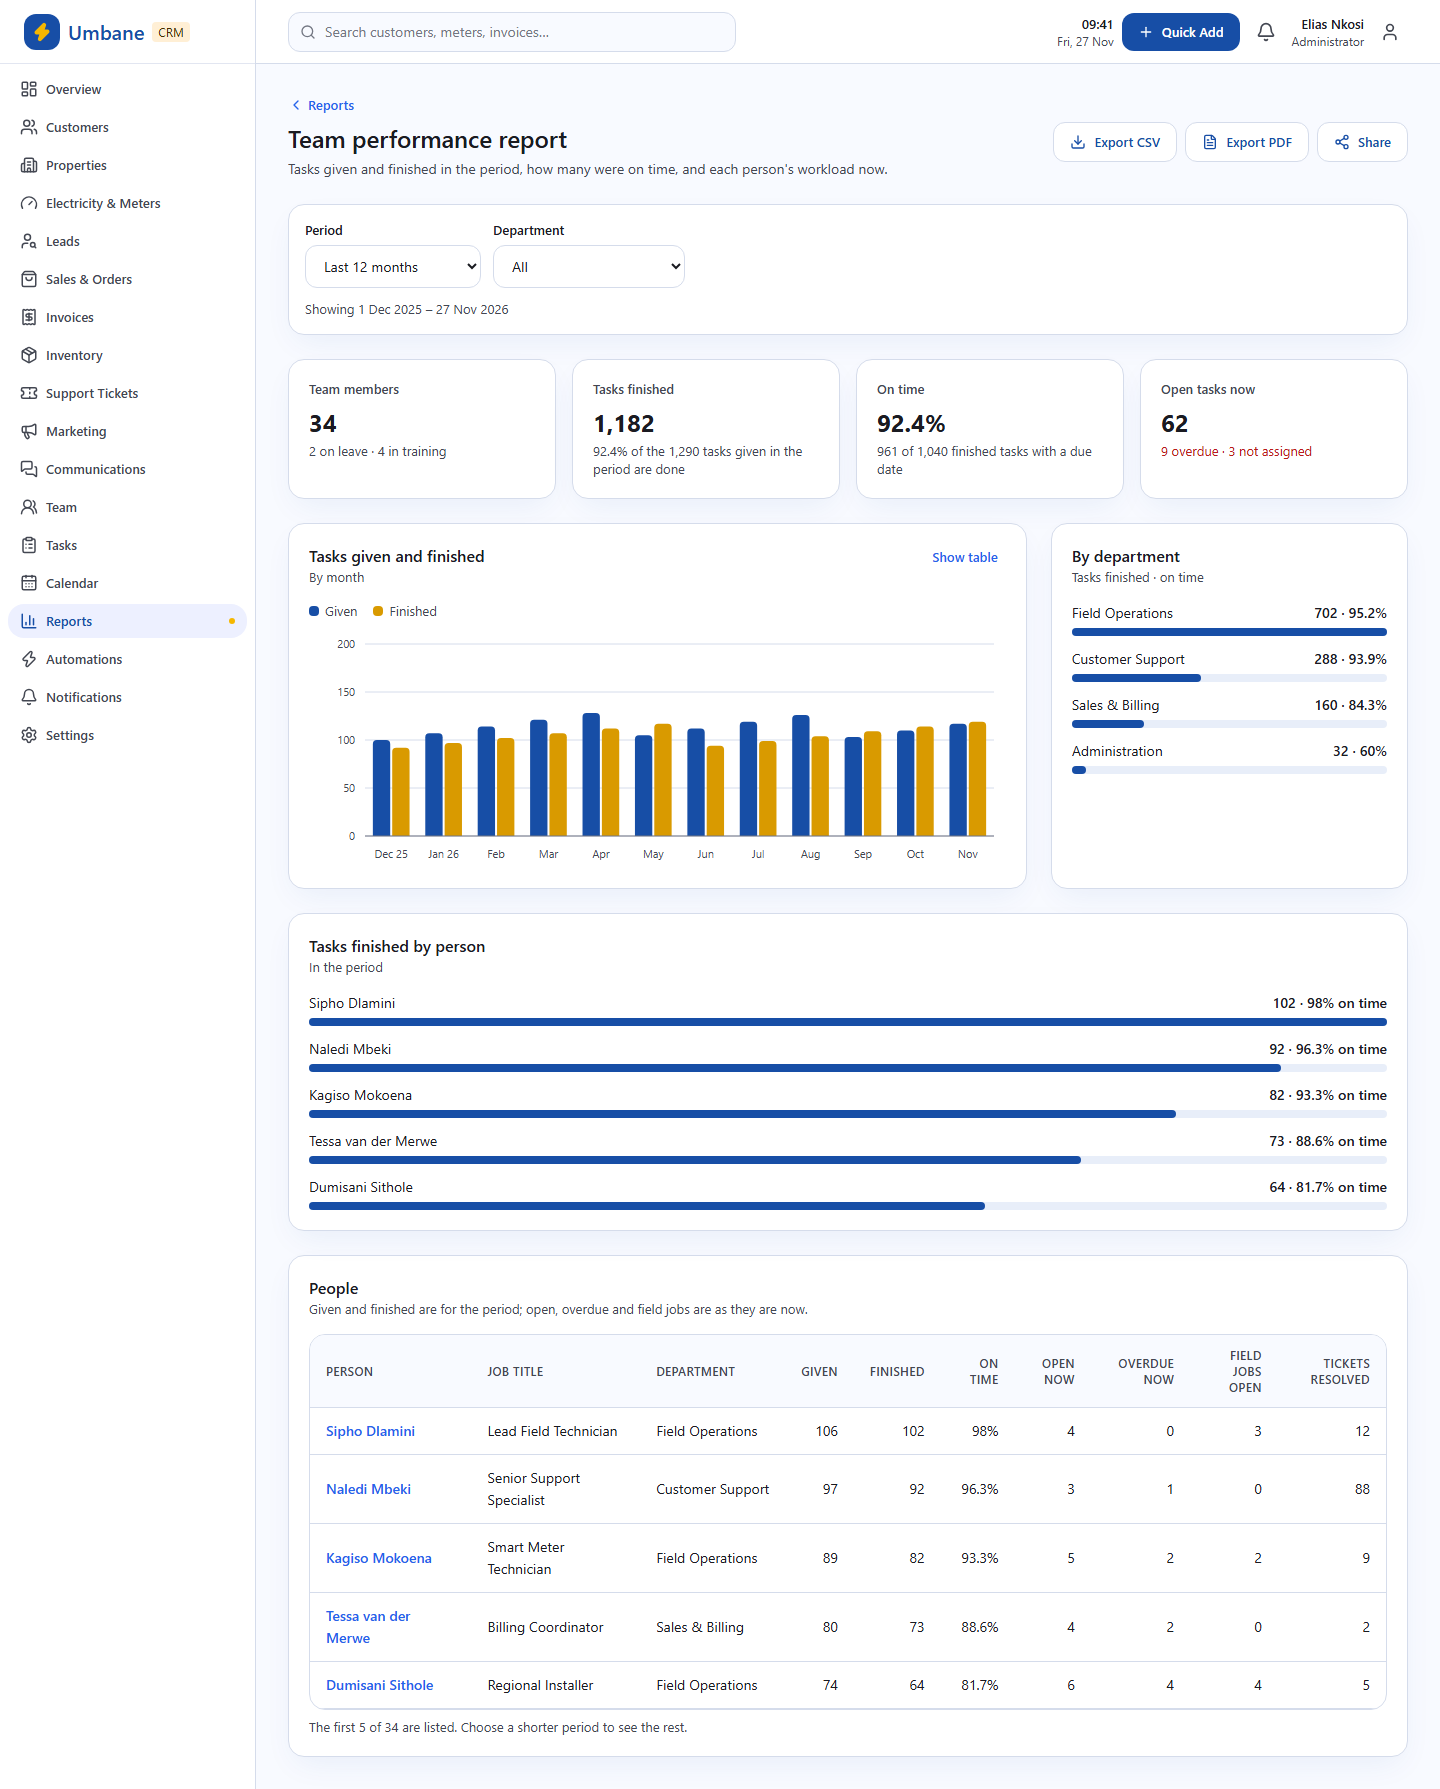 Umbane CRM
Search customers, meters, invoices...
09:41
Fri, 27 Nov
Quick Add
Elias Nkosi
Administrator
Overview
Customers
Properties
Electricity & Meters
Leads
Sales & Orders
Invoices
Inventory
Support Tickets
Marketing
Communications
Team
Tasks
Calendar
Reports
Automations
Notifications
Settings
Reports
Team performance report
Tasks given and finished in the period, how many were on time, and each person's workload now.
Export CSV
Export PDF
Share
Period
Department
Last 12 months
All
Showing 1 Dec 2025 – 27 Nov 2026
Team members
34
2 on leave · 4 in training
Tasks finished
1,182
92.4% of the 1,290 tasks given in the
period are done
On time
92.4%
961 of 1,040 finished tasks with a due
date
Open tasks now
62
9 overdue · 3 not assigned
Tasks given and finished
By month
Show table
Given
Finished
200
150
100
50
0
Dec 25 Jan 26 Feb Mar Apr May Jun Jul Aug Sep Oct Nov
By department
Tasks finished · on time
Field Operations 702 · 95.2%
Customer Support 288 · 93.9%
Sales & Billing 160 · 84.3%
Administration 32 · 60%
Tasks finished by person
In the period
Sipho Dlamini 102 · 98% on time
Naledi Mbeki 92 · 96.3% on time
Kagiso Mokoena 82 · 93.3% on time
Tessa van der Merwe 73 · 88.6% on time
Dumisani Sithole 64 · 81.7% on time
People
Given and finished are for the period; open, overdue and field jobs are as they are now.
PERSON JOB TITLE DEPARTMENT GIVEN FINISHED ON TIME OPEN NOW OVERDUE NOW FIELD JOBS OPEN TICKETS RESOLVED
Sipho Dlamini Lead Field Technician Field Operations 106 102 98% 4 0 3 12
Naledi Mbeki Senior Support Specialist Customer Support 97 92 96.3% 3 1 0 88
Kagiso Mokoena Smart Meter Technician Field Operations 89 82 93.3% 5 2 2 9
Tessa van der Merwe Billing Coordinator Sales & Billing 80 73 88.6% 4 2 0 2
Dumisani Sithole Regional Installer Field Operations 74 64 81.7% 6 4 4 5
The first 5 of 34 are listed. Choose a shorter period to see the rest.